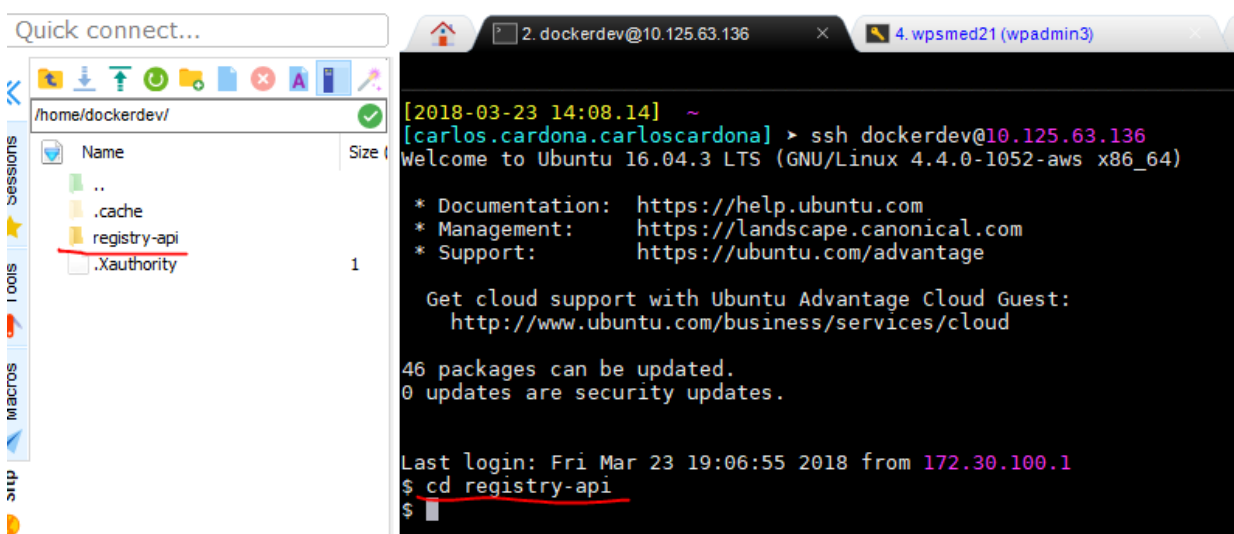 Quick connect...
2. dockerdev@10.125.63.136
4. wpsmed21 (wpadmin3)
/home/dockerdev/
Name
Size (
..
.cache
registry-api
.Xauthority 1
Sessions
Tools
Macros
Sftp
[2018-03-23 14:08.14] ~
[carlos.cardona.carloscardona] ➤ ssh dockerdev@10.125.63.136
Welcome to Ubuntu 16.04.3 LTS (GNU/Linux 4.4.0-1052-aws x86_64)
* Documentation: https://help.ubuntu.com
* Management: https://landscape.canonical.com
* Support: https://ubuntu.com/advantage
Get cloud support with Ubuntu Advantage Cloud Guest:
http://www.ubuntu.com/business/services/cloud
46 packages can be updated.
0 updates are security updates.
Last login: Fri Mar 23 19:06:55 2018 from 172.30.100.1
$ cd registry-api
$